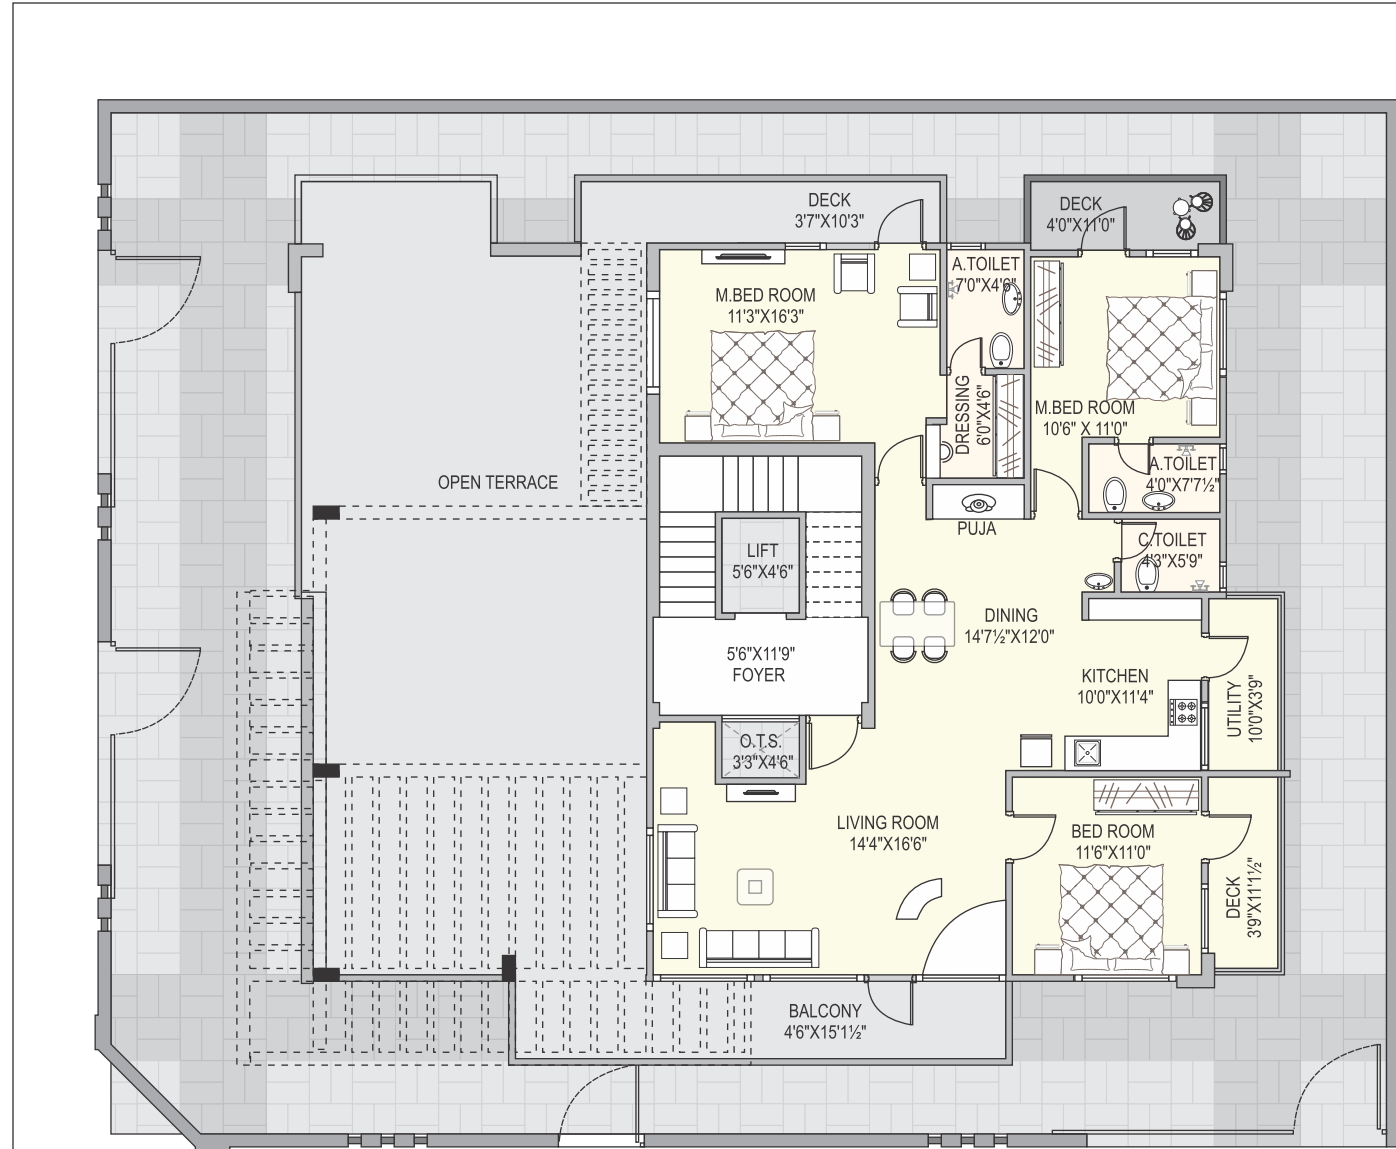 DECK
3'7"X10'3"
DECK
4'0"X11'0"
A.TOILET
7'0"X4'6"
M.BED ROOM
11'3"X16'3"
DRESSING
6'0"X4'6"
M.BED ROOM
10'6" X 11'0"
A.TOILET
4'0"X7'7½"
OPEN TERRACE
PUJA
C.TOILET
4'3"X5'9"
LIFT
5'6"X4'6"
DINING
14'7½"X12'0"
5'6"X11'9"
FOYER
KITCHEN
10'0"X11'4"
UTILITY
10'0"X3'9"
O.T.S.
3'3"X4'6"
LIVING ROOM
14'4"X16'6"
BED ROOM
11'6"X11'0"
DECK
3'9"X11'1½"
BALCONY
4'6"X15'1½"